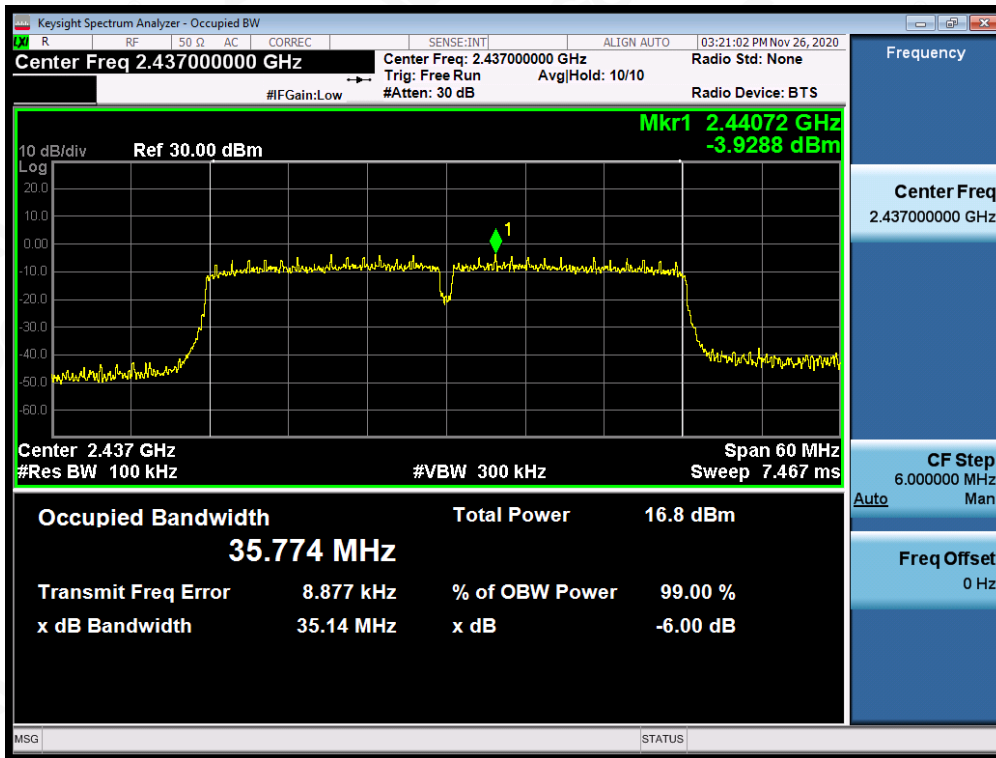 Keysight Spectrum Analyzer - Occupied BW
LXI R RF 50 Ω AC CORREC SENSE:INT ALIGN AUTO 03:21:02 PM Nov 26, 2020
Center Freq 2.437000000 GHz
Center Freq: 2.437000000 GHz
Radio Std: None
Trig: Free Run Avg|Hold: 10/10
#IFGain:Low
#Atten: 30 dB
Radio Device: BTS
Mkr1 2.44072 GHz
-3.9288 dBm
10 dB/div Ref 30.00 dBm
Log
20.0
10.0
0.00
-10.0
-20.0
-30.0
-40.0
-50.0
-60.0
1
Center 2.437 GHz
Span 60 MHz
#Res BW 100 kHz
#VBW 300 kHz
Sweep 7.467 ms
Occupied Bandwidth
35.774 MHz
Total Power 16.8 dBm
Transmit Freq Error 8.877 kHz
% of OBW Power 99.00 %
x dB Bandwidth 35.14 MHz
x dB -6.00 dB
MSG
STATUS
Frequency
Center Freq
2.437000000 GHz
CF Step
6.000000 MHz
Auto Man
Freq Offset
0 Hz